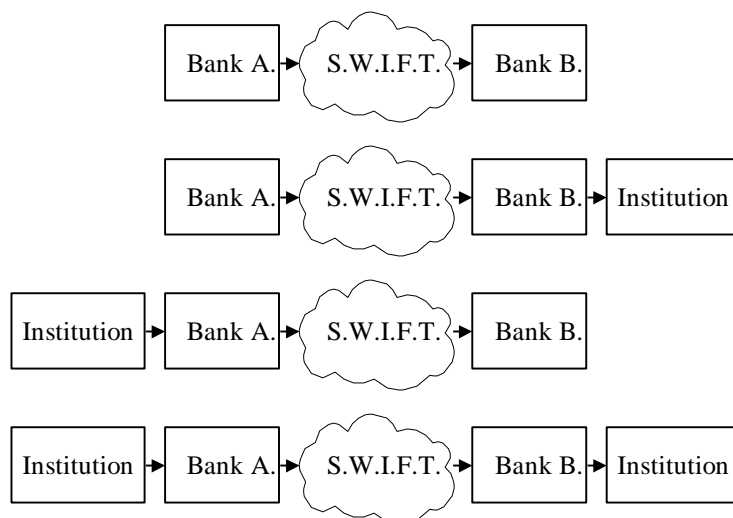 Bank A. S.W.I.F.T. Bank B.
Bank A. S.W.I.F.T. Bank B. Institution
Institution Bank A. S.W.I.F.T. Bank B.
Institution Bank A. S.W.I.F.T. Bank B. Institution